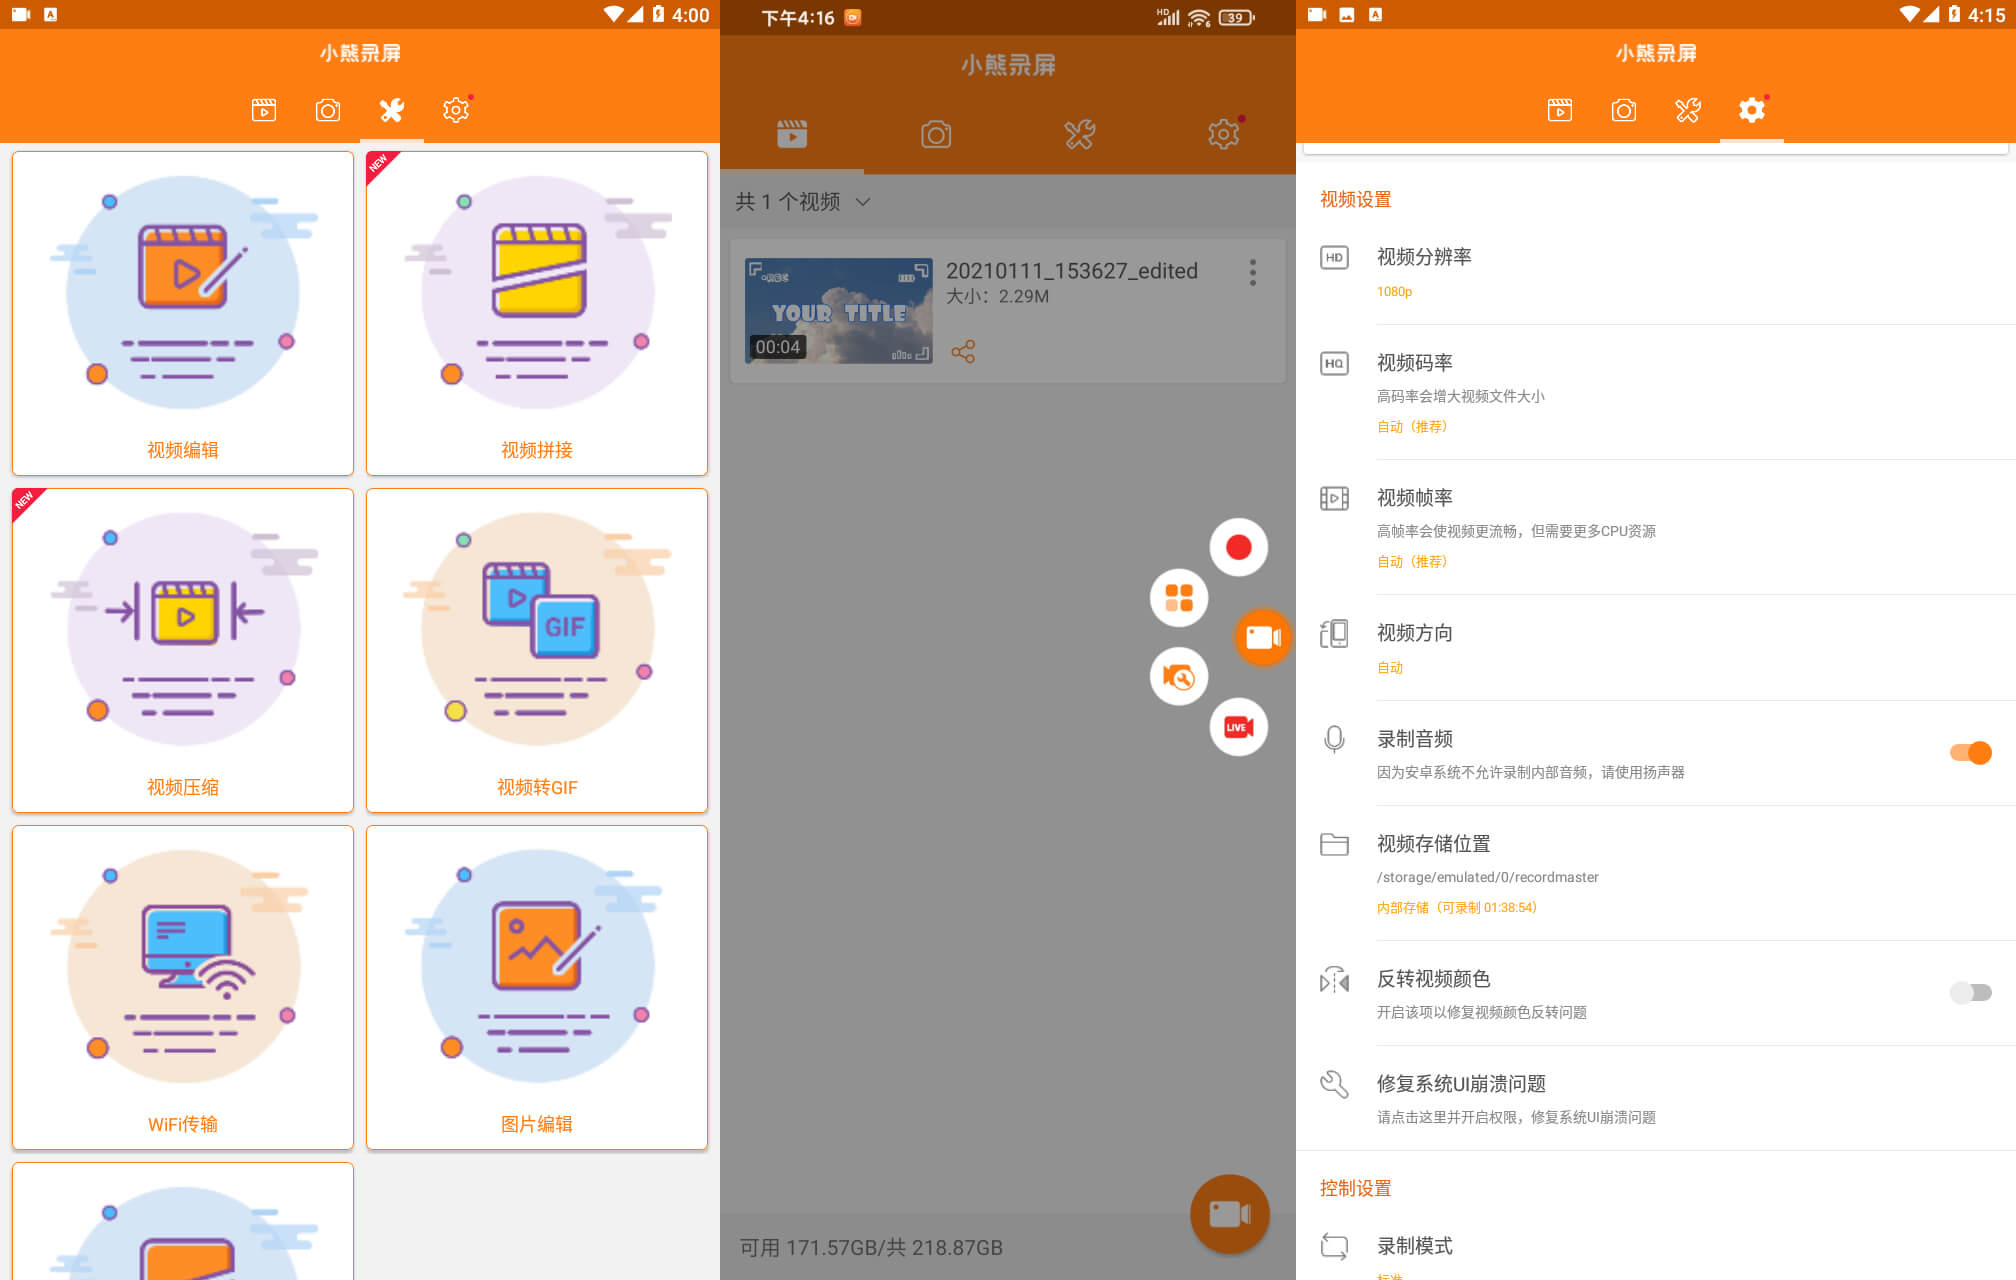 4:00
小熊录屏
NEW
视频编辑
视频拼接
NEW
GIF
视频压缩
视频转GIF
WiFi传输
图片编辑
下午4:16
HD
6
39
小熊录屏
共 1 个视频
REC
YOUR TITLE
00:04
20210111_153627_edited
大小：2.29M
LIVE
可用 171.57GB/共 218.87GB
4:15
小熊录屏
视频设置
HD
视频分辨率
1080p
HQ
视频码率
高码率会增大视频文件大小
自动（推荐）
视频帧率
高帧率会使视频更流畅，但需要更多CPU资源
自动（推荐）
视频方向
自动
录制音频
因为安卓系统不允许录制内部音频，请使用扬声器
视频存储位置
/storage/emulated/0/recordmaster
内部存储（可录制 01:38:54）
反转视频颜色
开启该项以修复视频颜色反转问题
修复系统UI崩溃问题
请点击这里并开启权限，修复系统UI崩溃问题
控制设置
录制模式
标准